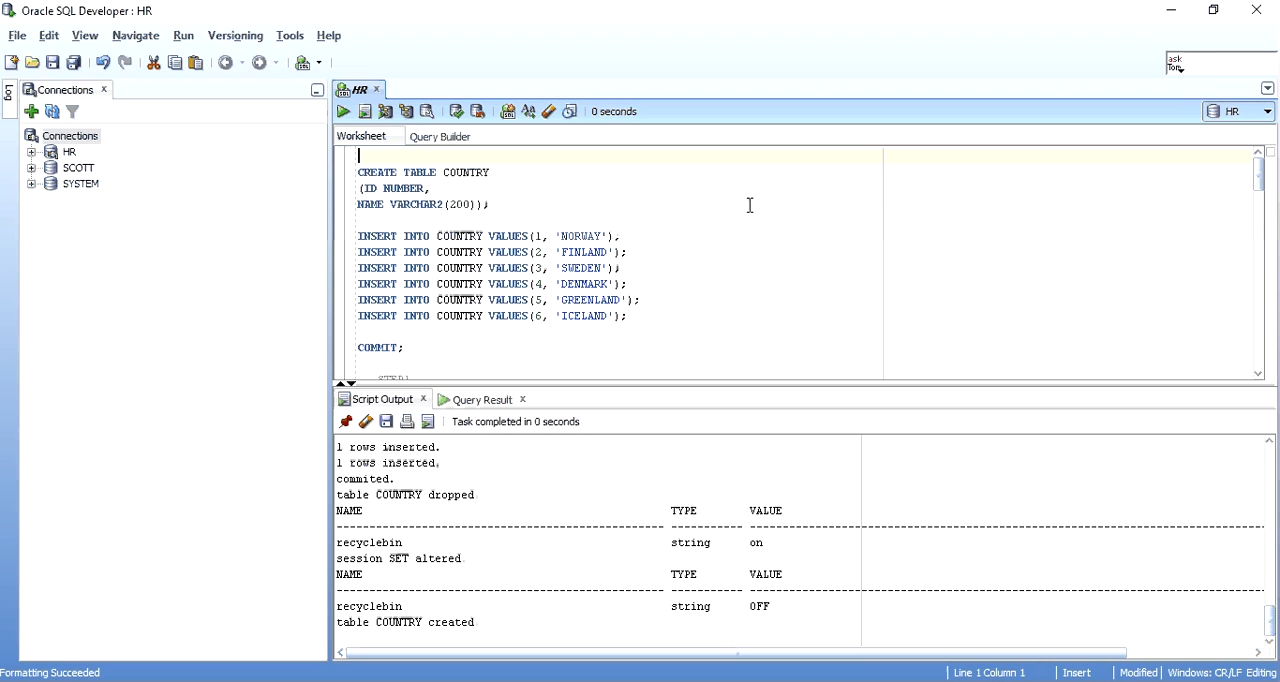 Oracle SQL Developer : HR
File Edit View Navigate Run Versioning Tools Help
ask
Tom
Log
Connections
HR
0 seconds
HR
Worksheet
Query Builder
Connections
HR
SCOTT
SYSTEM
CREATE TABLE COUNTRY
(ID NUMBER,
NAME VARCHAR2(200));
INSERT INTO COUNTRY VALUES(1, 'NORWAY');
INSERT INTO COUNTRY VALUES(2, 'FINLAND');
INSERT INTO COUNTRY VALUES(3, 'SWEDEN');
INSERT INTO COUNTRY VALUES(4, 'DENMARK');
INSERT INTO COUNTRY VALUES(5, 'GREENLAND');
INSERT INTO COUNTRY VALUES(6, 'ICELAND');
COMMIT;
Script Output
Query Result
Task completed in 0 seconds
1 rows inserted.
1 rows inserted.
commited.
table COUNTRY dropped.
NAME TYPE VALUE
recyclebin string on
session SET altered.
NAME TYPE VALUE
recyclebin string OFF
table COUNTRY created.
Formatting Succeeded
Line 1 Column 1
Insert
Modified
Windows: CR/LF Editing